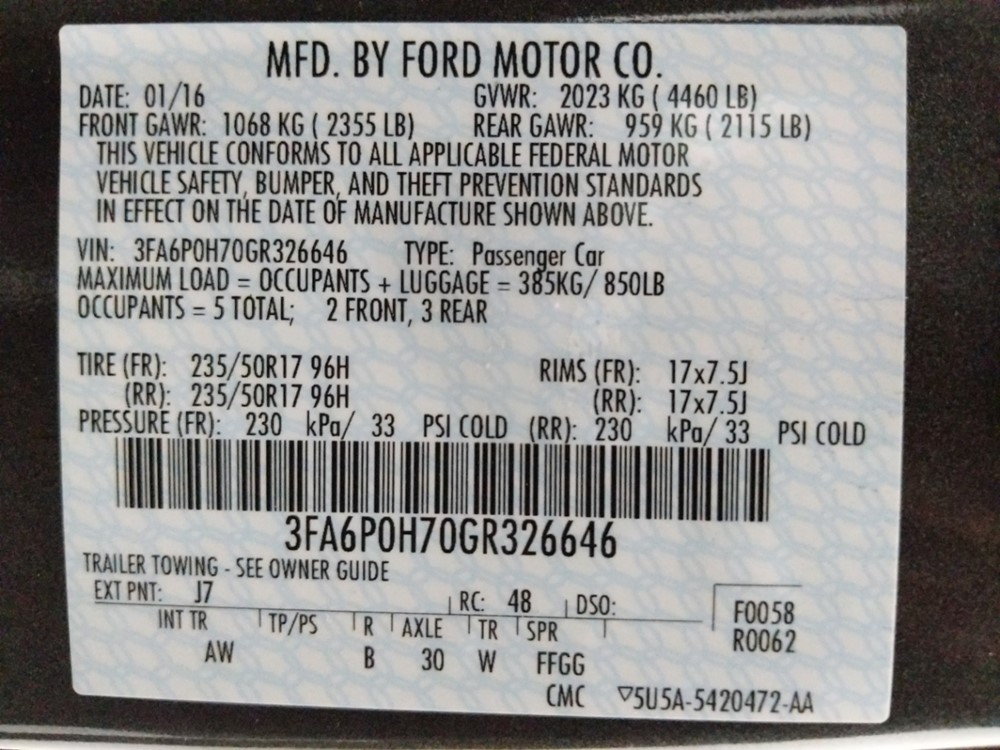 MFD. BY FORD MOTOR CO.
DATE: 01/16 GVWR: 2023 KG ( 4460 LB)
FRONT GAWR: 1068 KG ( 2355 LB) REAR GAWR: 959 KG ( 2115 LB)
THIS VEHICLE CONFORMS TO ALL APPLICABLE FEDERAL MOTOR
VEHICLE SAFETY, BUMPER, AND THEFT PREVENTION STANDARDS
IN EFFECT ON THE DATE OF MANUFACTURE SHOWN ABOVE.
VIN: 3FA6P0H70GR326646 TYPE: Passenger Car
MAXIMUM LOAD = OCCUPANTS + LUGGAGE = 385KG/ 850LB
OCCUPANTS = 5 TOTAL; 2 FRONT, 3 REAR
TIRE (FR): 235/50R17 96H RIMS (FR): 17x7.5J
(RR): 235/50R17 96H (RR): 17x7.5J
PRESSURE (FR): 230 kPa/ 33 PSI COLD (RR): 230 kPa/ 33 PSI COLD
3FA6P0H70GR326646
TRAILER TOWING - SEE OWNER GUIDE
EXT PNT: J7 RC: 48 DSO: F0058
INT TR TP/PS R AXLE TR SPR R0062
AW B 30 W FFGG
CMC ▽5U5A-5420472-AA